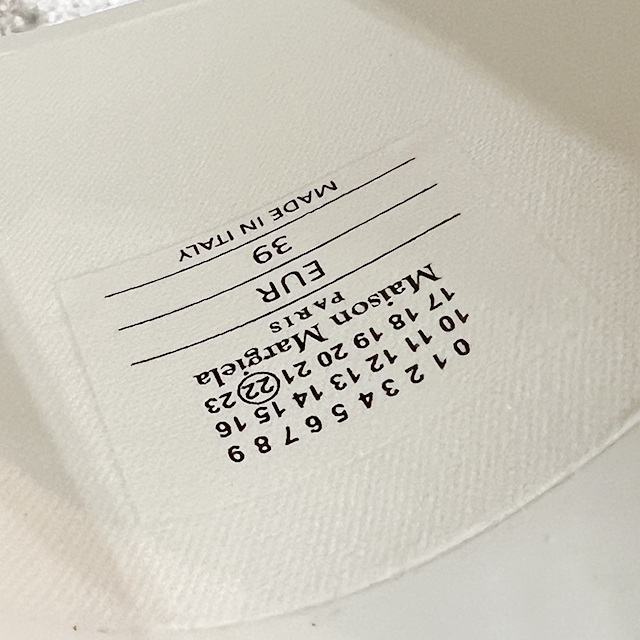 0 1 2 3 4 5 6 7 8 9
10 11 12 13 14 15 16
17 18 19 20 21 22 23
Maison Margiela
PARIS
EUR
39
MADE IN ITALY